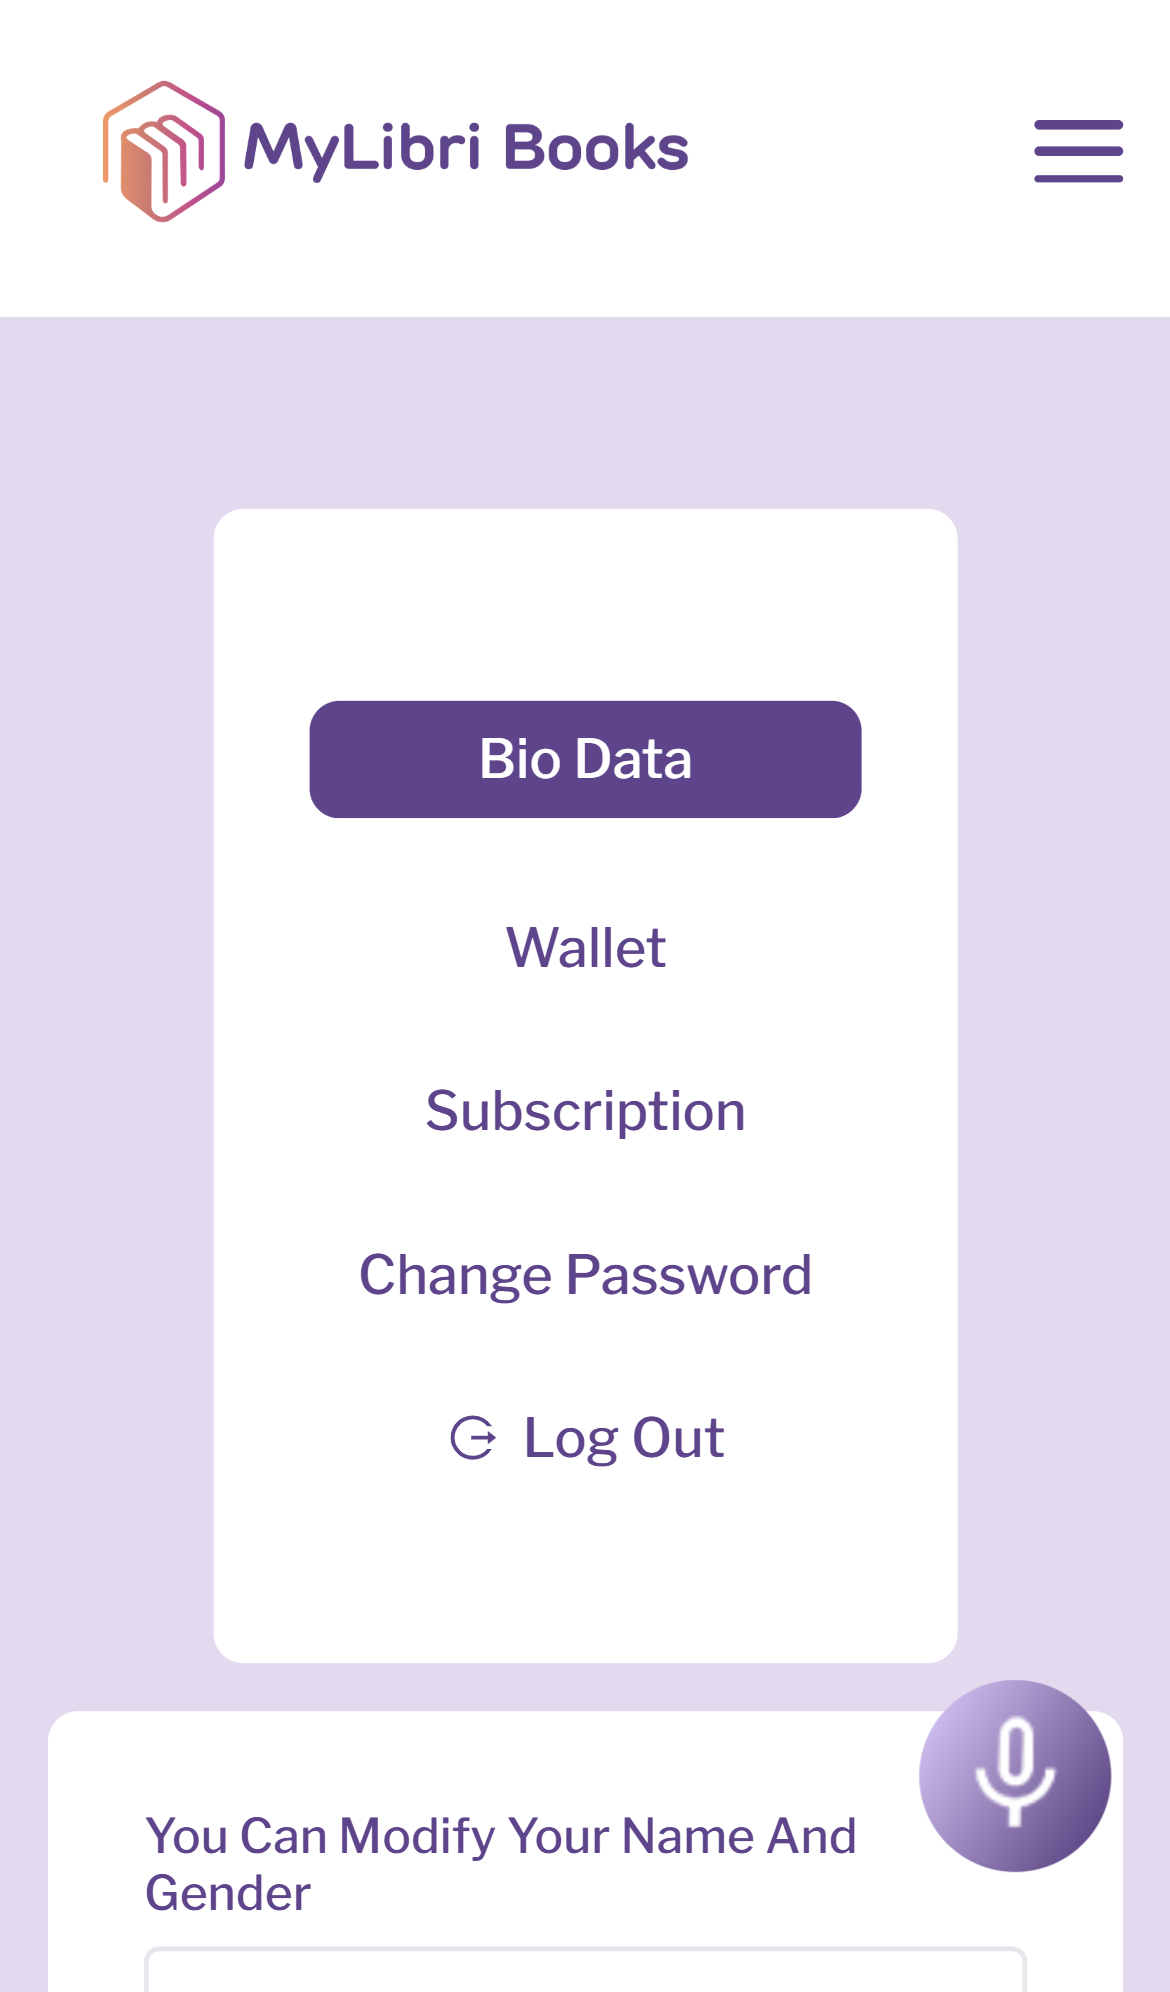 MyLibri Books
Bio Data
Wallet
Subscription
Change Password
Log Out
You Can Modify Your Name And
Gender